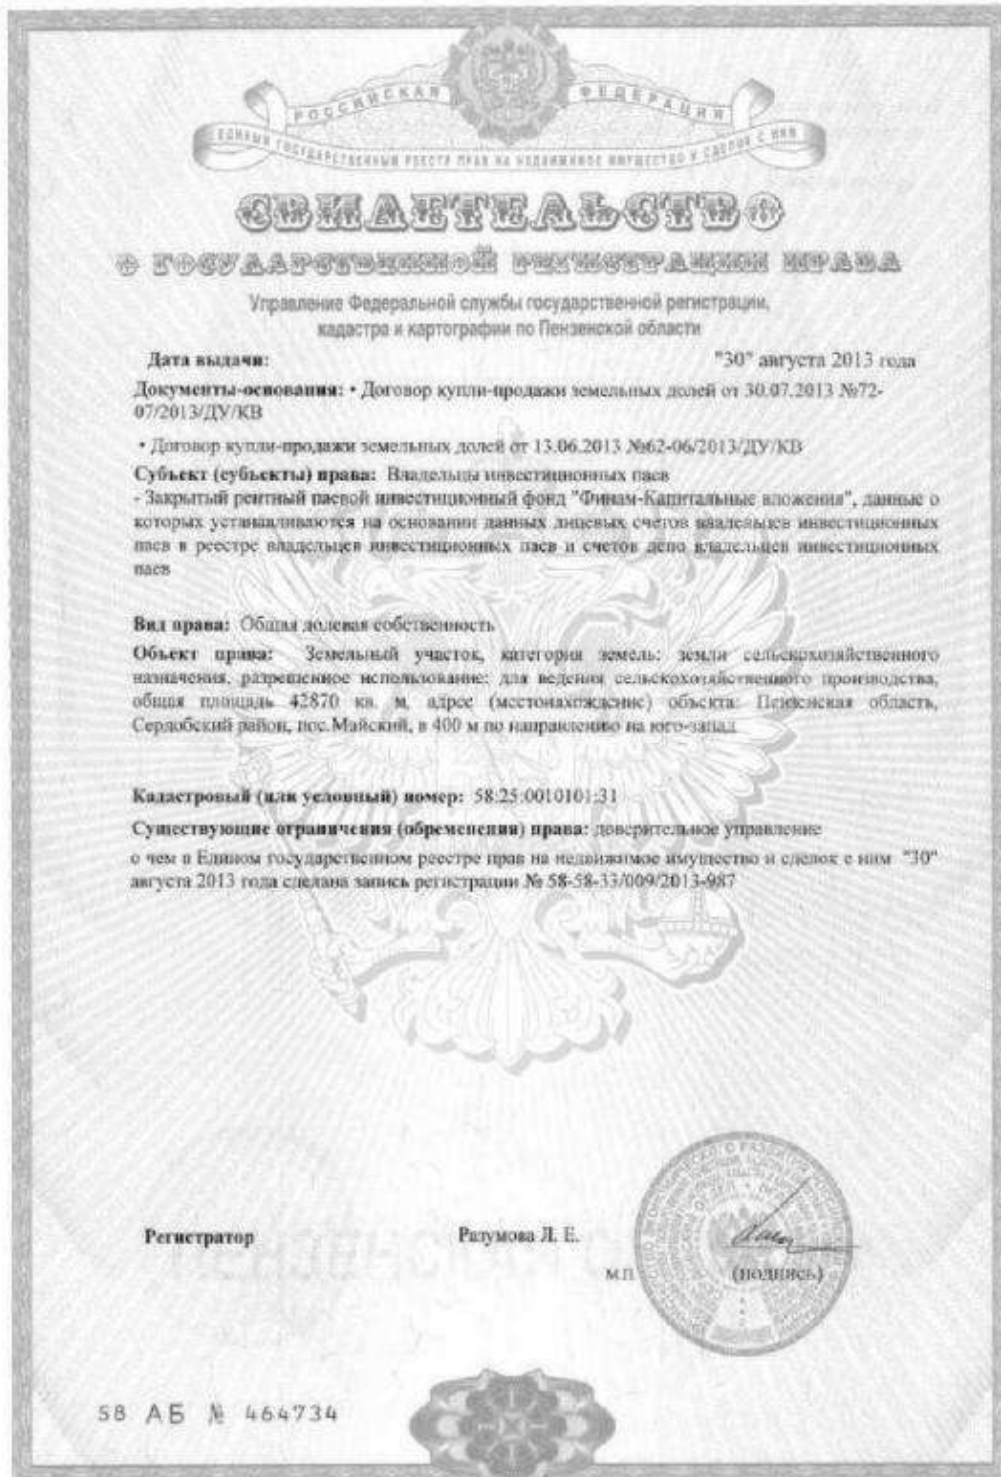 РОССИЙСКАЯ ФЕДЕРАЦИЯ
ЕДИНЫЙ ГОСУДАРСТВЕННЫЙ РЕЕСТР ПРАВ НА НЕДВИЖИМОЕ ИМУЩЕСТВО И СДЕЛОК С НИМ
СВИДЕТЕЛЬСТВО
О ГОСУДАРСТВЕННОЙ РЕГИСТРАЦИИ ПРАВА
Управление Федеральной службы государственной регистрации,
кадастра и картографии по Пензенской области
Дата выдачи: "30" августа 2013 года
Документы-основания: • Договор купли-продажи земельных долей от 30.07.2013 №72-
07/2013/ДУ/КВ
• Договор купли-продажи земельных долей от 13.06.2013 №62-06/2013/ДУ/КВ
Субъект (субъекты) права: Владельцы инвестиционных паев
- Закрытый рентный паевой инвестиционный фонд "Финам-Капитальные вложения", данные о
которых устанавливаются на основании данных лицевых счетов владельцев инвестиционных
паев в реестре владельцев инвестиционных паев и счетов депо владельцев инвестиционных
паев
Вид права: Общая долевая собственность
Объект права: Земельный участок, категория земель: земли сельскохозяйственного
назначения, разрешенное использование: для ведения сельскохозяйственного производства,
общая площадь 42870 кв. м, адрес (местонахождение) объекта: Пензенская область,
Сердобский район, пос.Майский, в 400 м по направлению на юго-запад
Кадастровый (или условный) номер: 58:25:0010101:31
Существующие ограничения (обременения) права: доверительное управление
о чем в Едином государственном реестре прав на недвижимое имущество и сделок с ним "30"
августа 2013 года сделана запись регистрации № 58-58-33/009/2013-987
Регистратор Разумова Л. Е.
м.п. (подпись)
58 АБ № 464734